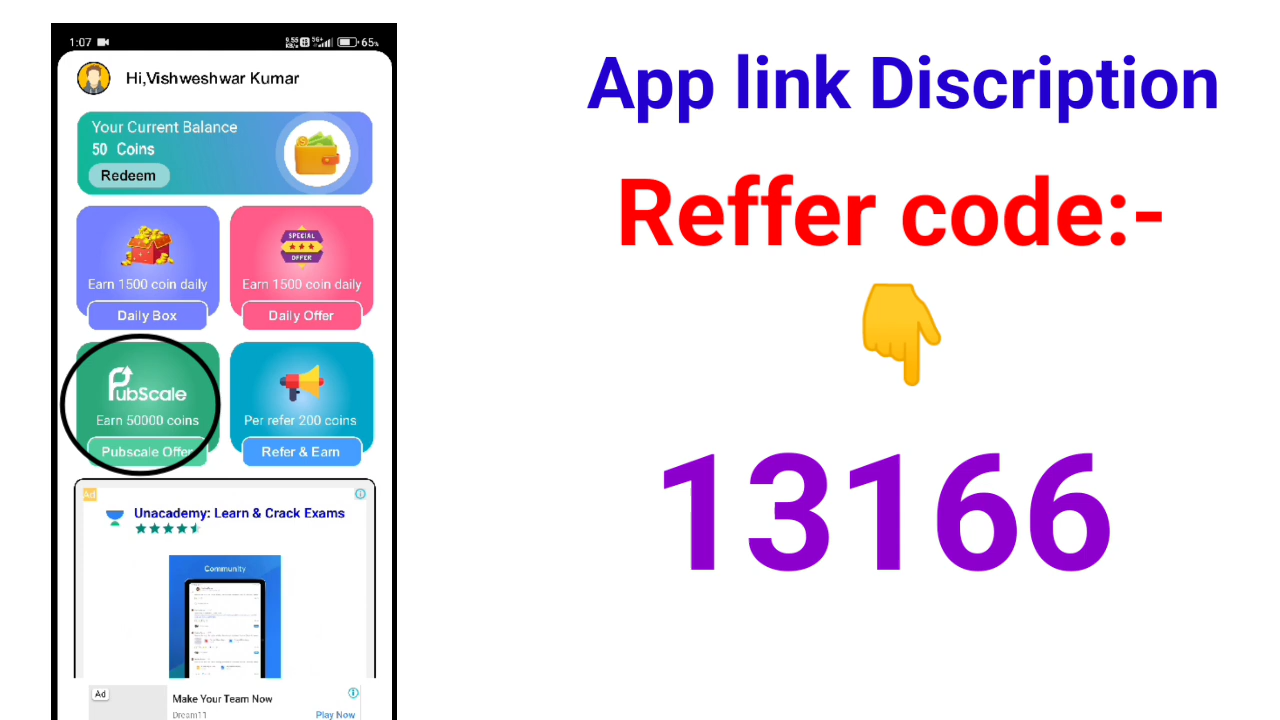 1:07
65%
Hi,Vishweshwar Kumar
Your Current Balance
50 Coins
Redeem
SPECIAL
OFFER
Earn 1500 coin daily
Earn 1500 coin daily
Daily Box
Daily Offer
PubScale
Earn 50000 coins
Per refer 200 coins
Pubscale Offer
Refer & Earn
Ad
Unacademy: Learn & Crack Exams
Community
Ad
Make Your Team Now
Dream11
Play Now
App link Discription
Reffer code:-
13166